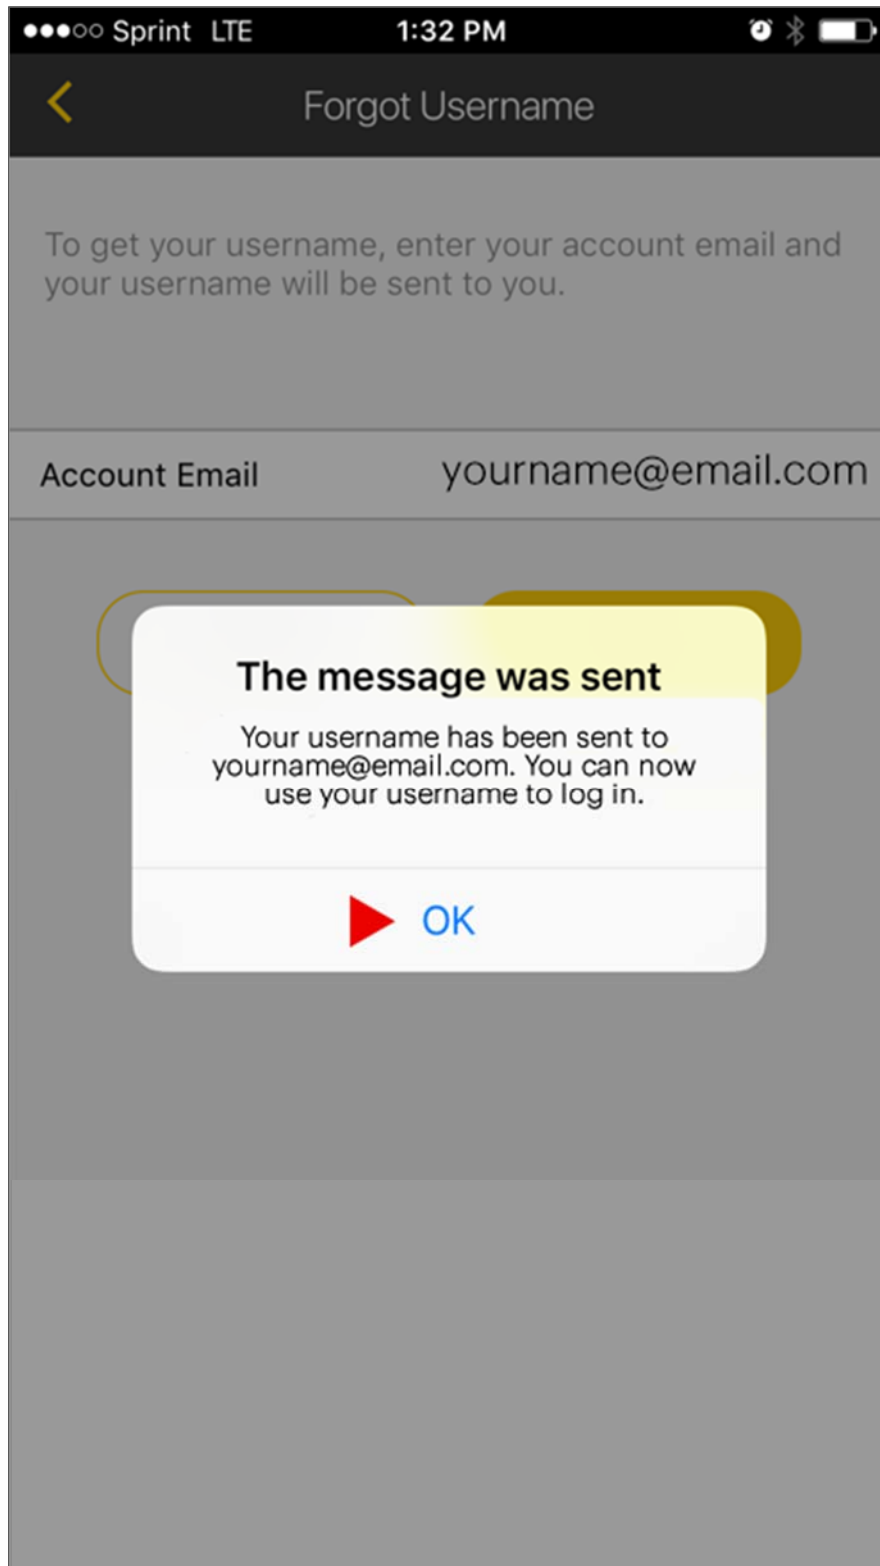 Sprint LTE 1:32 PM
Forgot Username
To get your username, enter your account email and
your username will be sent to you.
Account Email yourname@email.com
The message was sent
Your username has been sent to
yourname@email.com. You can now
use your username to log in.
OK